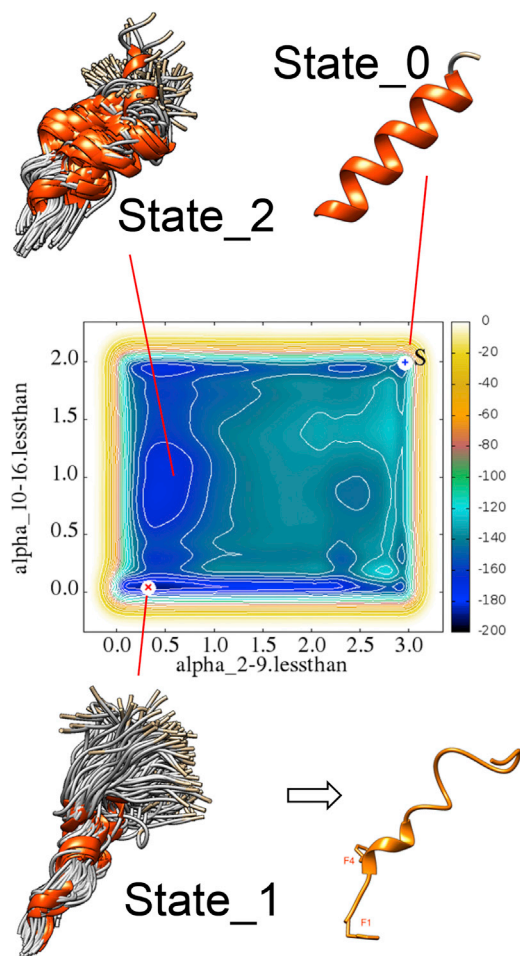 State_0
State_2
S
2.0
1.5
1.0
0.5
0.0
alpha_10-16.lessthan
0.0 0.5 1.0 1.5 2.0 2.5 3.0
alpha_2-9.lessthan
0
-20
-40
-60
-80
-100
-120
-140
-160
-180
-200
F4
F1
State_1